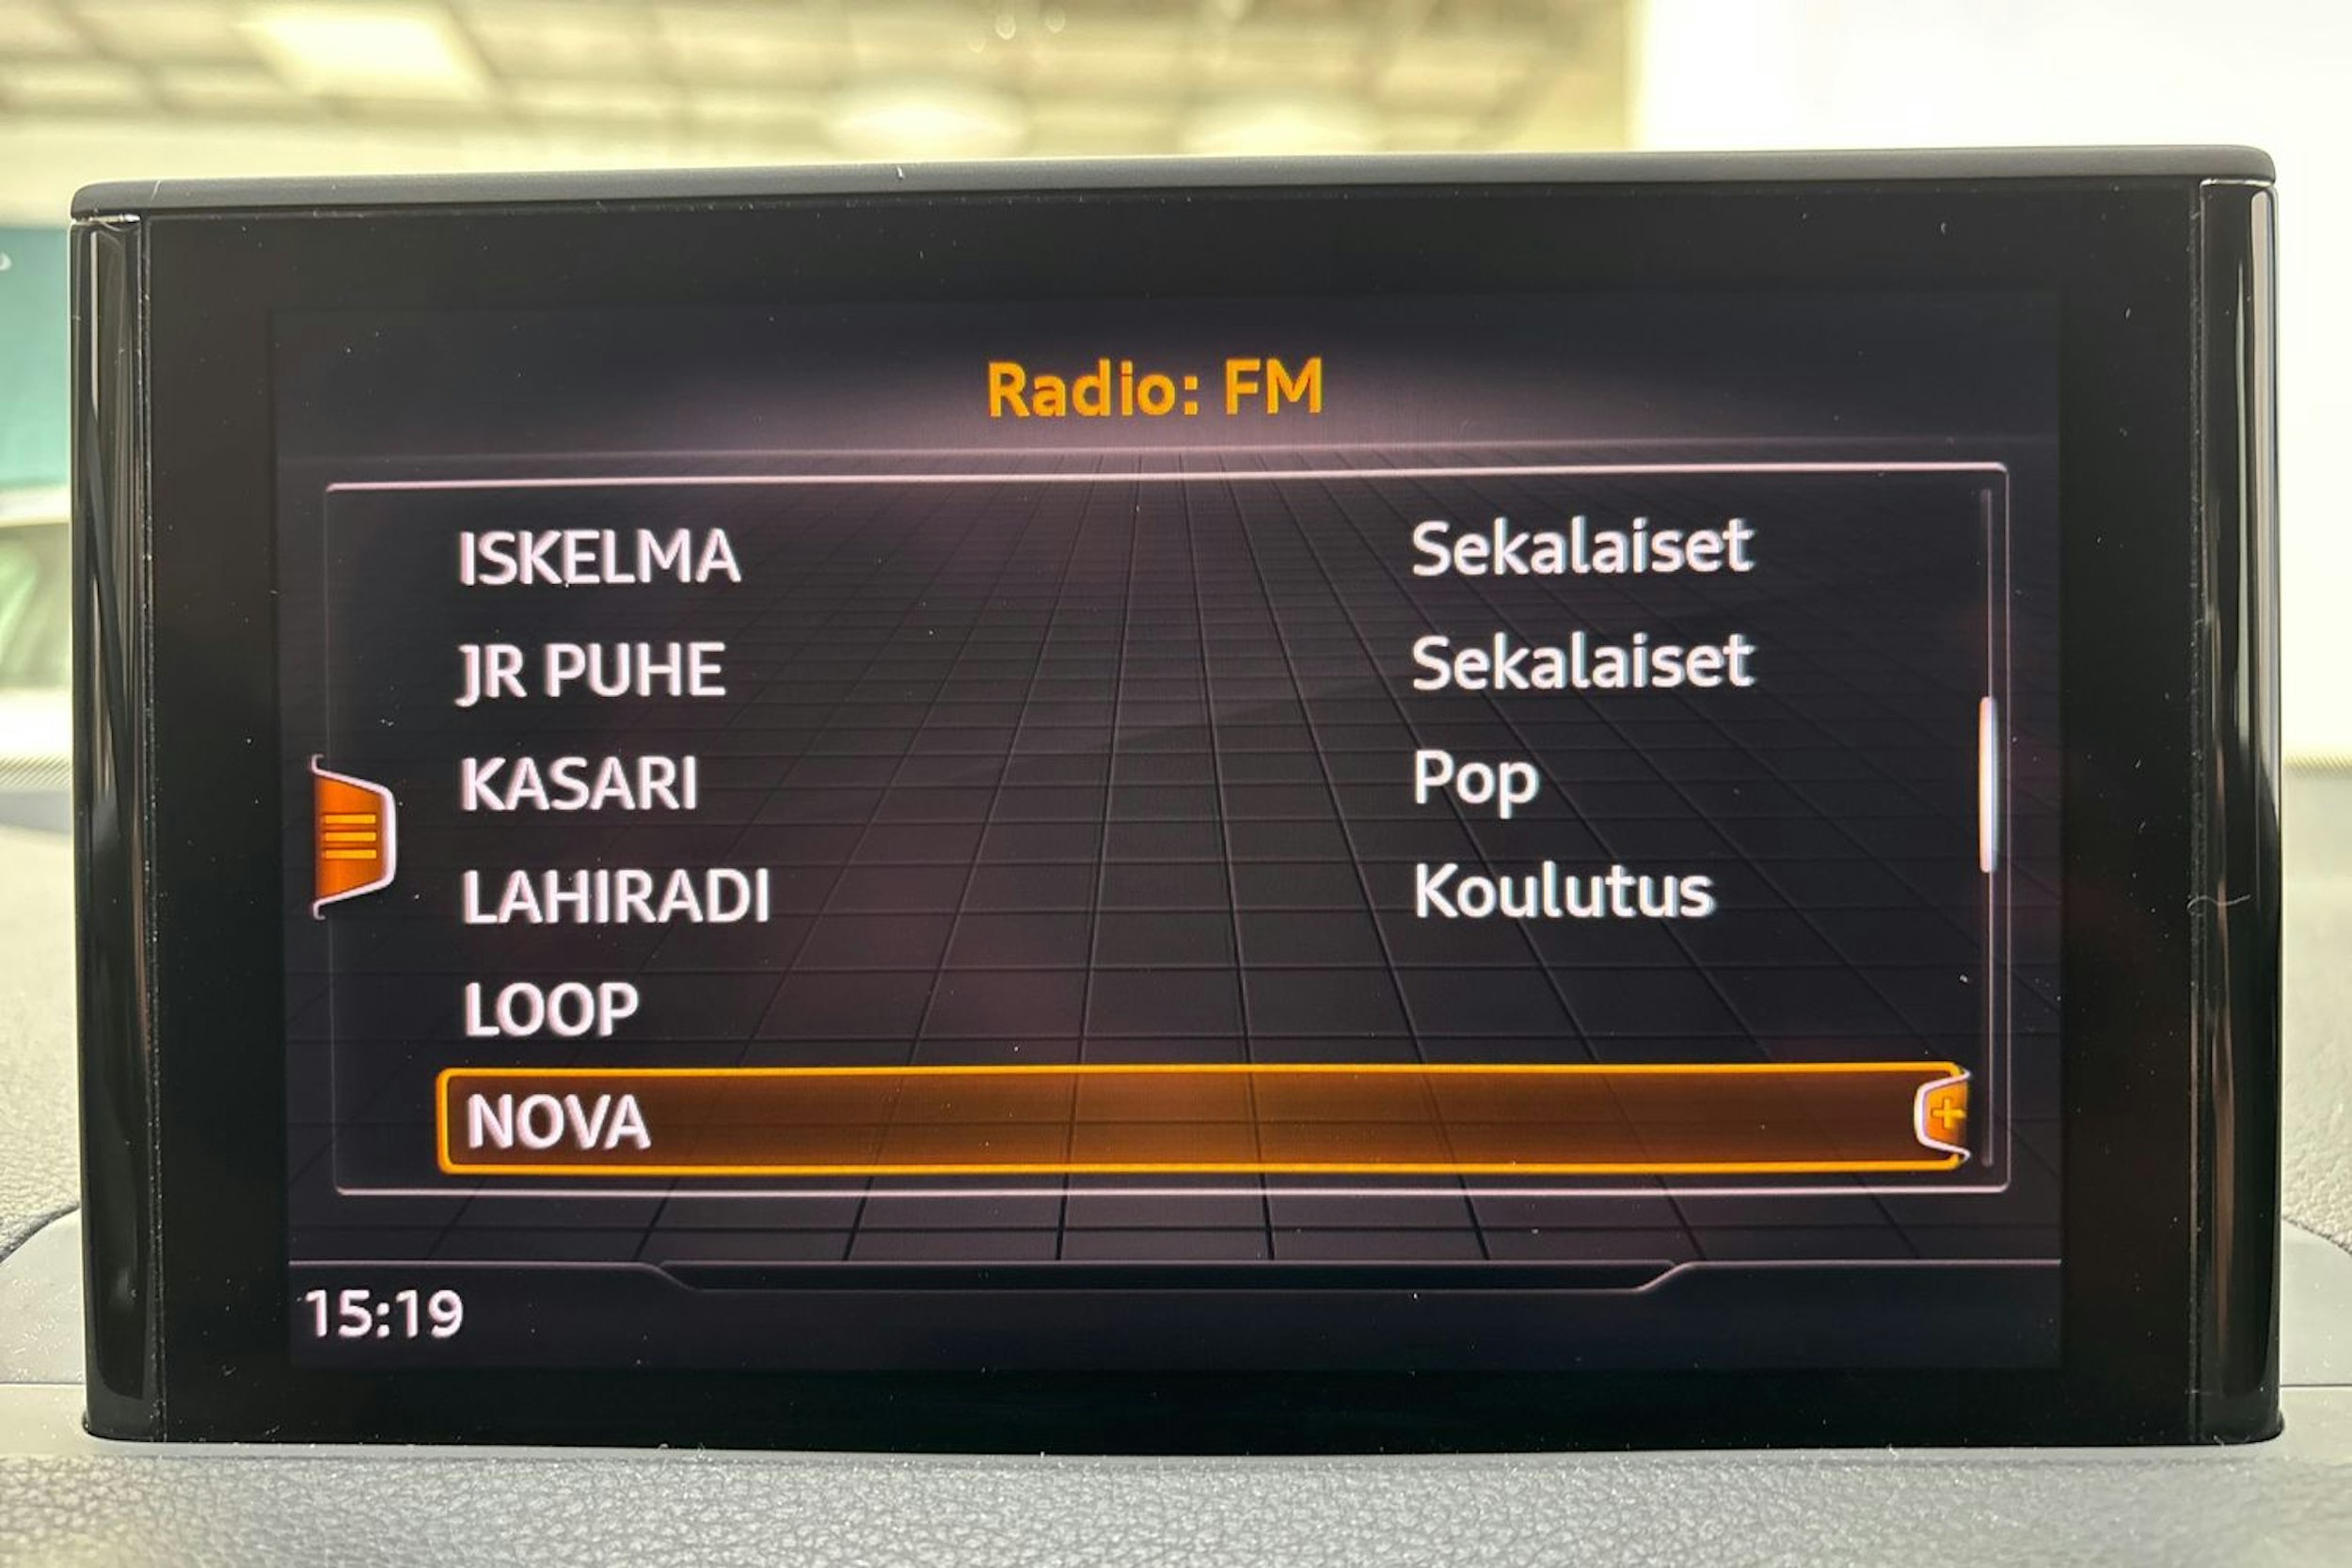 Radio: FM
ISKELMA Sekalaiset
JR PUHE Sekalaiset
KASARI Pop
LAHIRADI Koulutus
LOOP
NOVA
15:19